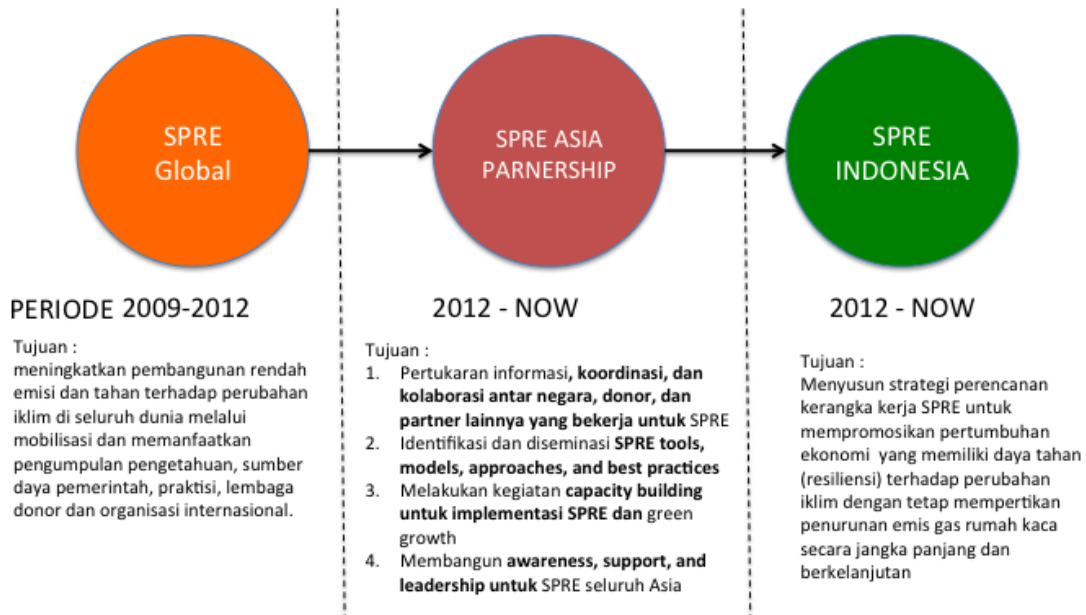 SPRE
Global
SPRE ASIA
PARNERSHIP
SPRE
INDONESIA
PERIODE 2009-2012
Tujuan :
meningkatkan pembangunan rendah
emisi dan tahan terhadap perubahan
iklim di seluruh dunia melalui
mobilisasi dan memanfaatkan
pengumpulan pengetahuan, sumber
daya pemerintah, praktisi, lembaga
donor dan organisasi internasional.
2012 - NOW
Tujuan :
1. Pertukaran informasi, koordinasi, dan
kolaborasi antar negara, donor, dan
partner lainnya yang bekerja untuk SPRE
2. Identifikasi dan diseminasi SPRE tools,
models, approaches, and best practices
3. Melakukan kegiatan capacity building
untuk implementasi SPRE dan green
growth
4. Membangun awareness, support, and
leadership untuk SPRE seluruh Asia
2012 - NOW
Tujuan :
Menyusun strategi perencanan
kerangka kerja SPRE untuk
mempromosikan pertumbuhan
ekonomi yang memiliki daya tahan
(resiliensi) terhadap perubahan
iklim dengan tetap mempertikan
penurunan emis gas rumah kaca
secara jangka panjang dan
berkelanjutan